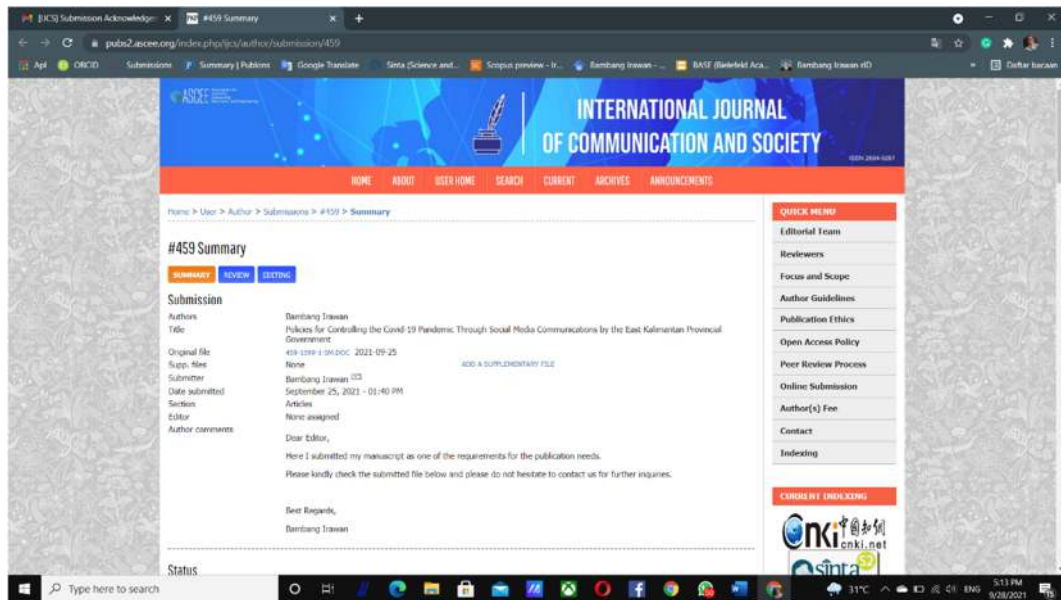 [IJCS] Submission Acknowledge
#459 Summary
pubs2.ascee.org/index.php/ijcs/author/submission/459
Apl
ORCID
Submissions
Summary | Publons
Google Translate
Sinta (Science and...
Scopus preview - Ir...
Bambang Irawan - ...
BASE (Bielefeld Aca...
Bambang Irawan
Daftar bacaan
ASCEE
INTERNATIONAL JOURNAL
OF COMMUNICATION AND SOCIETY
HOME ABOUT USER HOME SEARCH CURRENT ARCHIVES ANNOUNCEMENTS
Home > User > Author > Submissions > #459 > Summary
#459 Summary
SUMMARY REVIEW EDITING
Submission
Authors Bambang Irawan
Title Policies for Controlling the Covid-19 Pandemic Through Social Media Communications by the East Kalimantan Provincial
Government
Original file 459-1399-1-SM.DOC 2021-09-25
Supp. files None ADD A SUPPLEMENTARY FILE
Submitter Bambang Irawan
Date submitted September 25, 2021 - 01:40 PM
Section Articles
Editor None assigned
Author comments
Dear Editor,
Here I submitted my manuscript as one of the requirements for the publication needs.
Please kindly check the submitted file below and please do not hesitate to contact us for further inquiries.
Best Regards,
Bambang Irawan
Status
QUICK MENU
Editorial Team
Reviewers
Focus and Scope
Author Guidelines
Publication Ethics
Open Access Policy
Peer Review Process
Online Submission
Author(s) Fee
Contact
Indexing
CURRENT INDEXING
CNKi 中国知网
cnki.net
sinta
Type here to search
31°C
ENG
5:13 PM
9/28/2021